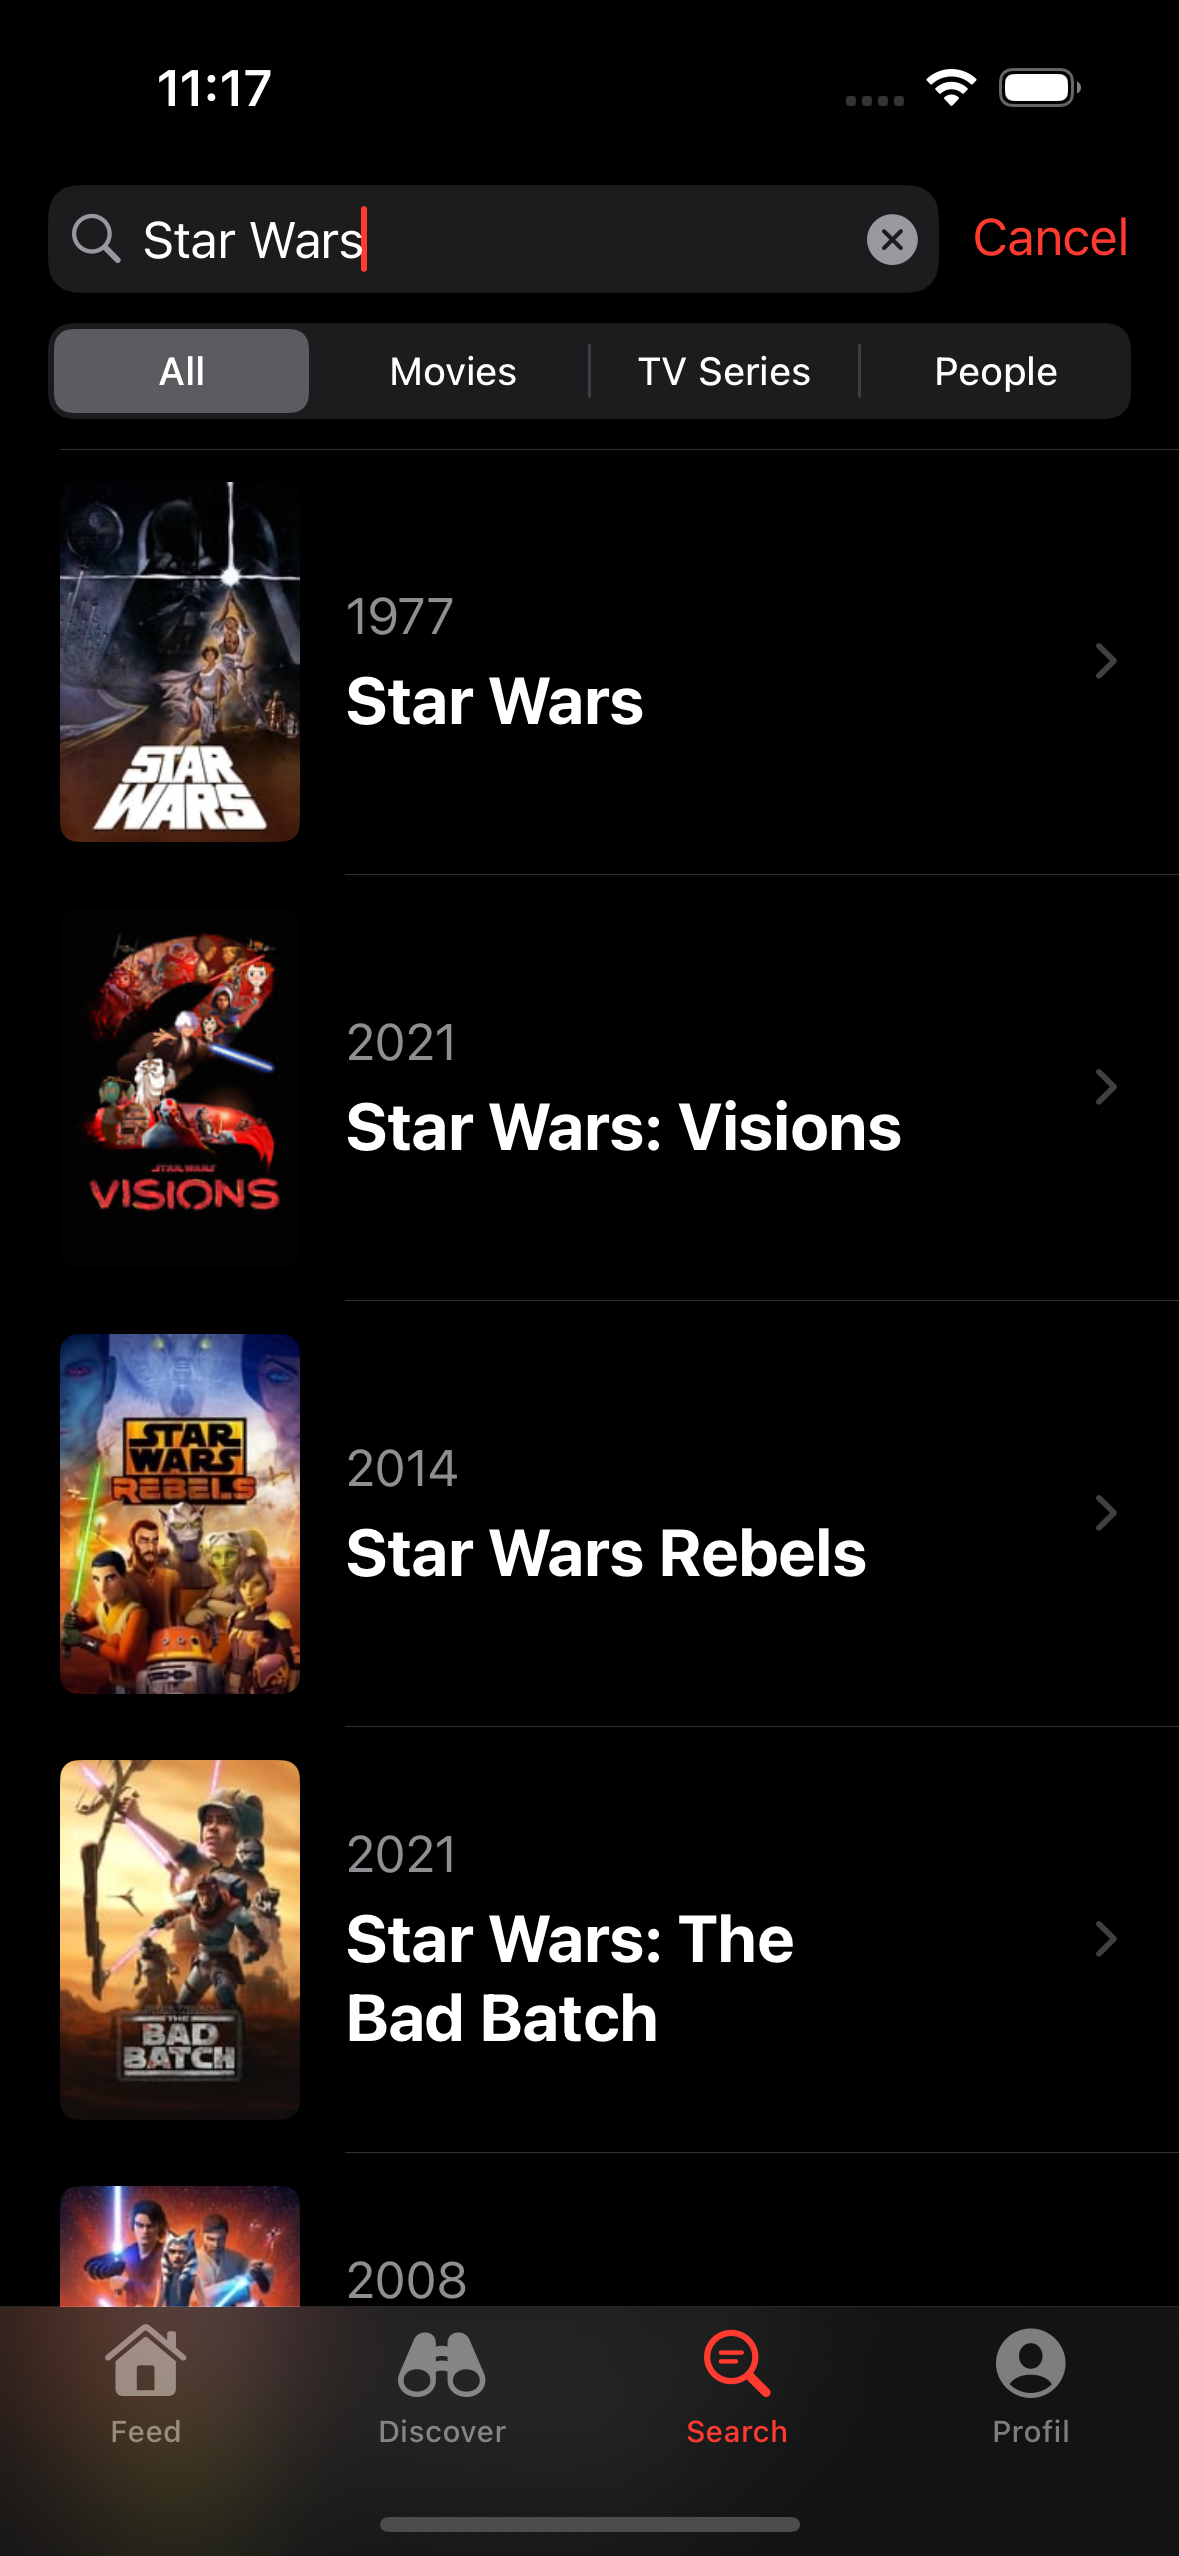 11:17
Star Wars
Cancel
All
Movies
TV Series
People
STAR
WARS
1977
Star Wars
STAR WARS
VISIONS
2021
Star Wars: Visions
STAR
WARS
REBELS
2014
Star Wars Rebels
THE
BAD
BATCH
2021
Star Wars: The
Bad Batch
2008
Feed
Discover
Search
Profil